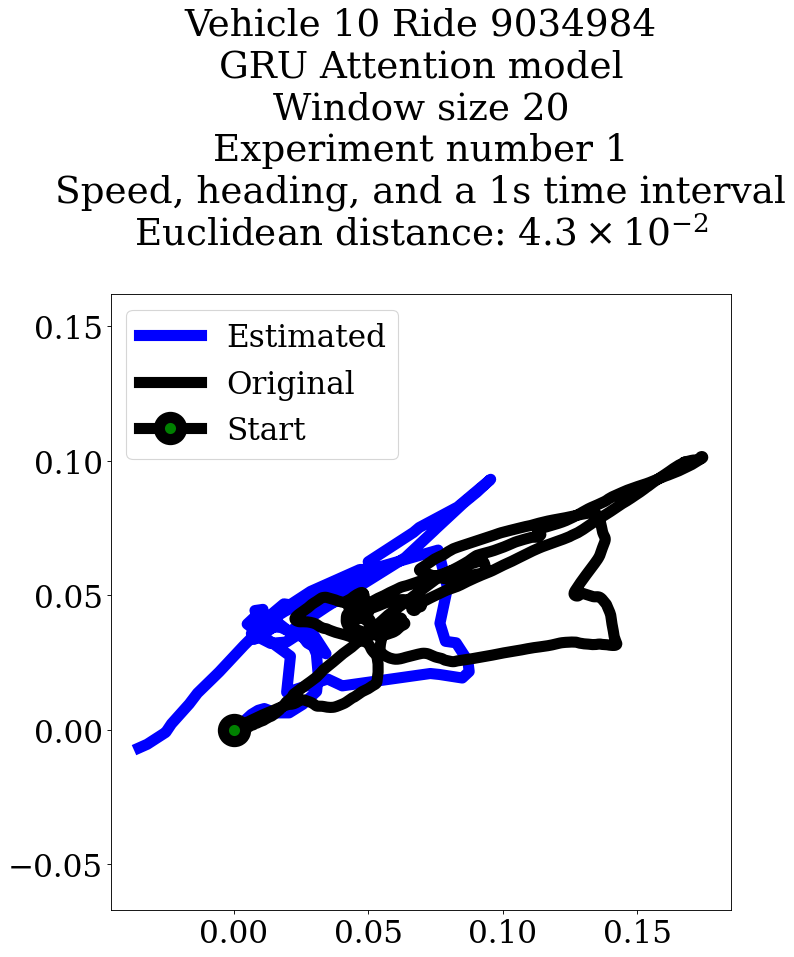 Vehicle 10 Ride 9034984
GRU Attention model
Window size 20
Experiment number 1
Speed, heading, and a 1s time interval
Euclidean distance: 4.3 × 10⁻²
0.15
0.10
0.05
0.00
−0.05
Estimated
Original
Start
0.00 0.05 0.10 0.15